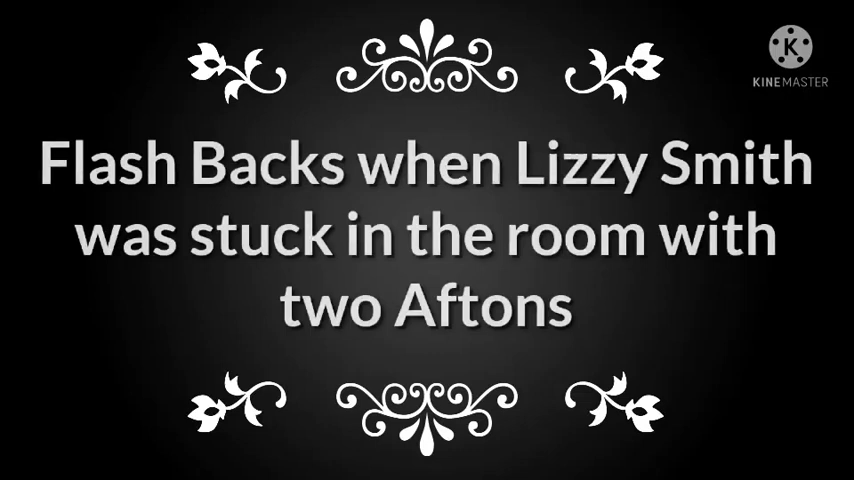 K
KINEMASTER
Flash Backs when Lizzy Smith
was stuck in the room with
two Aftons